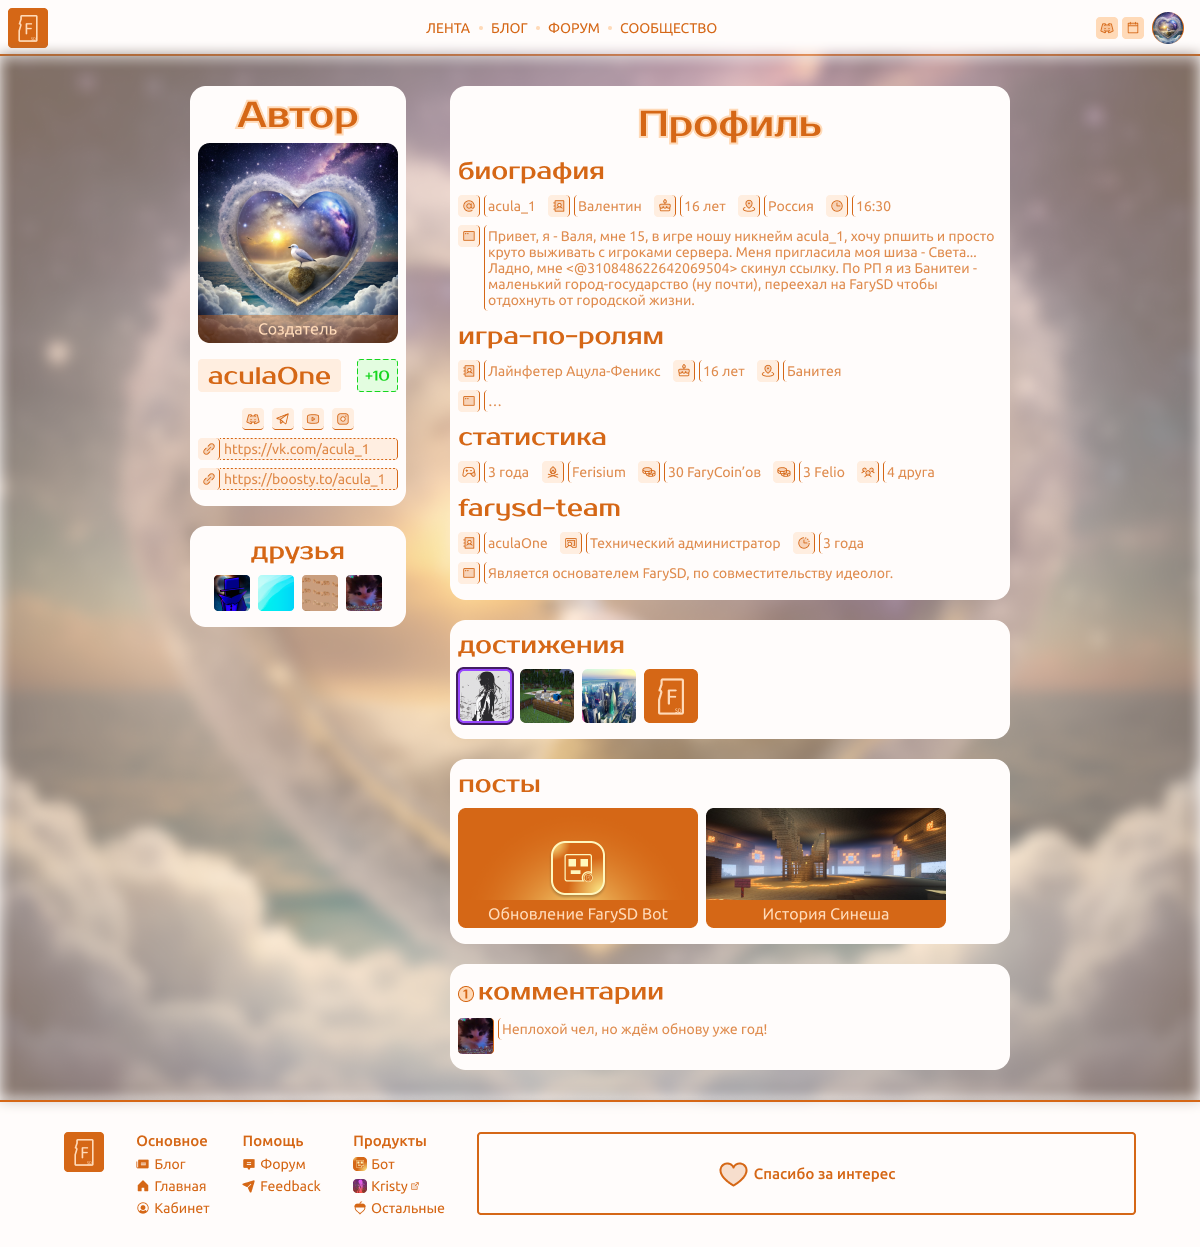 F
ЛЕНТА • БЛОГ • ФОРУМ • СООБЩЕСТВО
Автор
Создатель
aculaOne
+10
https://vk.com/acula_1
https://boosty.to/acula_1
друзья
Профиль
биография
acula_1 Валентин 16 лет Россия 16:30
Привет, я - Валя, мне 15, в игре ношу никнейм acula_1, хочу рпшить и просто
круто выживать с игроками сервера. Меня пригласила моя шиза - Света...
Ладно, мне <@310848622642069504> скинул ссылку. По РП я из Банитеи -
маленький город-государство (ну почти), переехал на FarySD чтобы
отдохнуть от городской жизни.
игра-по-ролям
Лайнфетер Ацула-Феникс 16 лет Банитея
...
статистика
3 года Ferisium 30 FaryCoin'ов 3 Felio 4 друга
farysd-team
aculaOne Технический администратор 3 года
Является основателем FarySD, по совместительству идеолог.
достижения
F
посты
Обновление FarySD Bot
История Синеша
1 комментарии
Неплохой чел, но ждём обнову уже год!
F
Основное
Блог
Главная
Кабинет
Помощь
Форум
Feedback
Продукты
Бот
Kristy
Остальные
Спасибо за интерес